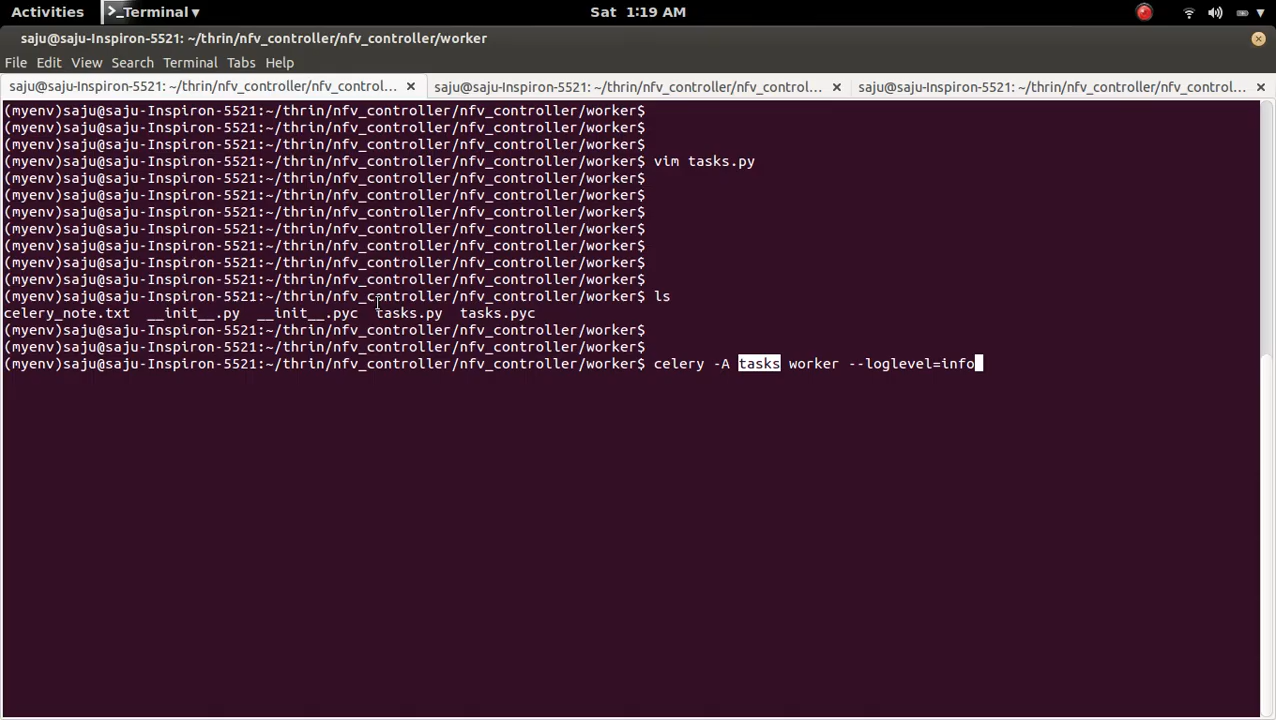 Activities >_Terminal ▾ Sat 1:19 AM
saju@saju-Inspiron-5521: ~/thrin/nfv_controller/nfv_controller/worker
File Edit View Search Terminal Tabs Help
saju@saju-Inspiron-5521: ~/thrin/nfv_controller/nfv_control... × saju@saju-Inspiron-5521: ~/thrin/nfv_controller/nfv_control... × saju@saju-Inspiron-5521: ~/thrin/nfv_controller/nfv_control... ×
(myenv)saju@saju-Inspiron-5521:~/thrin/nfv_controller/nfv_controller/worker$
(myenv)saju@saju-Inspiron-5521:~/thrin/nfv_controller/nfv_controller/worker$
(myenv)saju@saju-Inspiron-5521:~/thrin/nfv_controller/nfv_controller/worker$
(myenv)saju@saju-Inspiron-5521:~/thrin/nfv_controller/nfv_controller/worker$ vim tasks.py
(myenv)saju@saju-Inspiron-5521:~/thrin/nfv_controller/nfv_controller/worker$
(myenv)saju@saju-Inspiron-5521:~/thrin/nfv_controller/nfv_controller/worker$
(myenv)saju@saju-Inspiron-5521:~/thrin/nfv_controller/nfv_controller/worker$
(myenv)saju@saju-Inspiron-5521:~/thrin/nfv_controller/nfv_controller/worker$
(myenv)saju@saju-Inspiron-5521:~/thrin/nfv_controller/nfv_controller/worker$
(myenv)saju@saju-Inspiron-5521:~/thrin/nfv_controller/nfv_controller/worker$
(myenv)saju@saju-Inspiron-5521:~/thrin/nfv_controller/nfv_controller/worker$
(myenv)saju@saju-Inspiron-5521:~/thrin/nfv_controller/nfv_controller/worker$ ls
celery_note.txt __init__.py __init__.pyc tasks.py tasks.pyc
(myenv)saju@saju-Inspiron-5521:~/thrin/nfv_controller/nfv_controller/worker$
(myenv)saju@saju-Inspiron-5521:~/thrin/nfv_controller/nfv_controller/worker$
(myenv)saju@saju-Inspiron-5521:~/thrin/nfv_controller/nfv_controller/worker$ celery -A tasks worker --loglevel=info